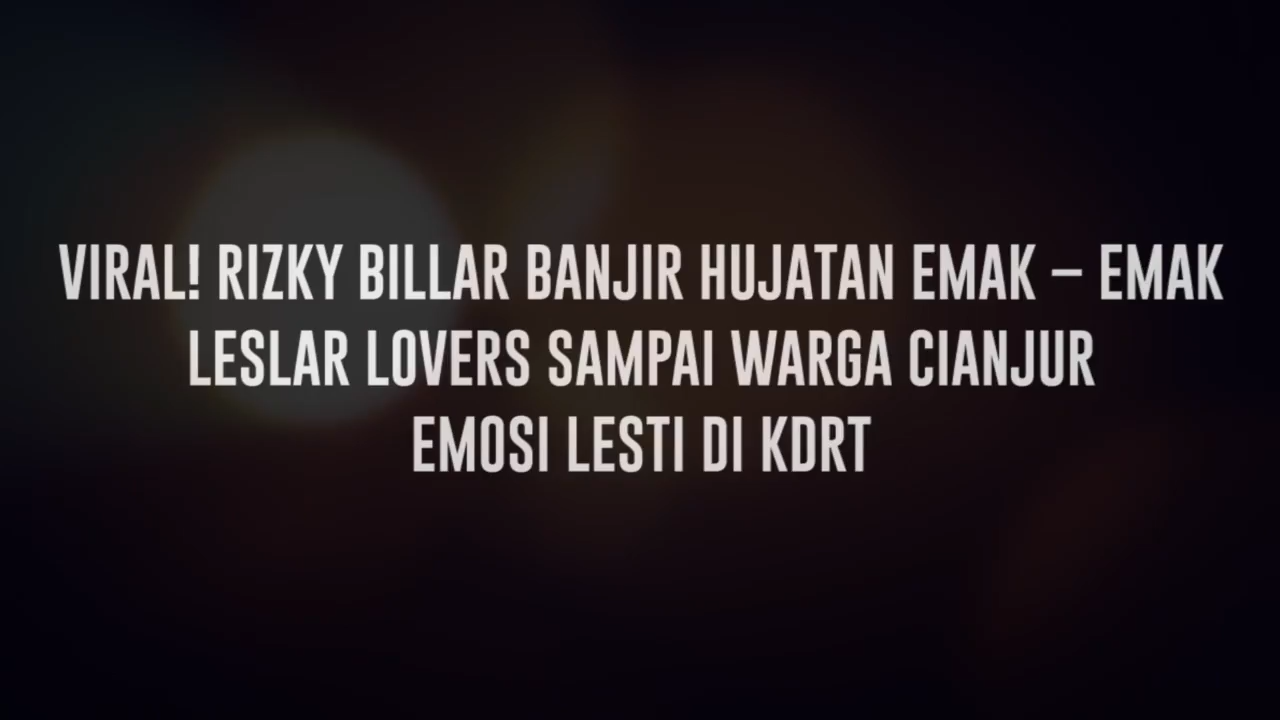 VIRAL! RIZKY BILLAR BANJIR HUJATAN EMAK – EMAK
LESLAR LOVERS SAMPAI WARGA CIANJUR
EMOSI LESTI DI KDRT